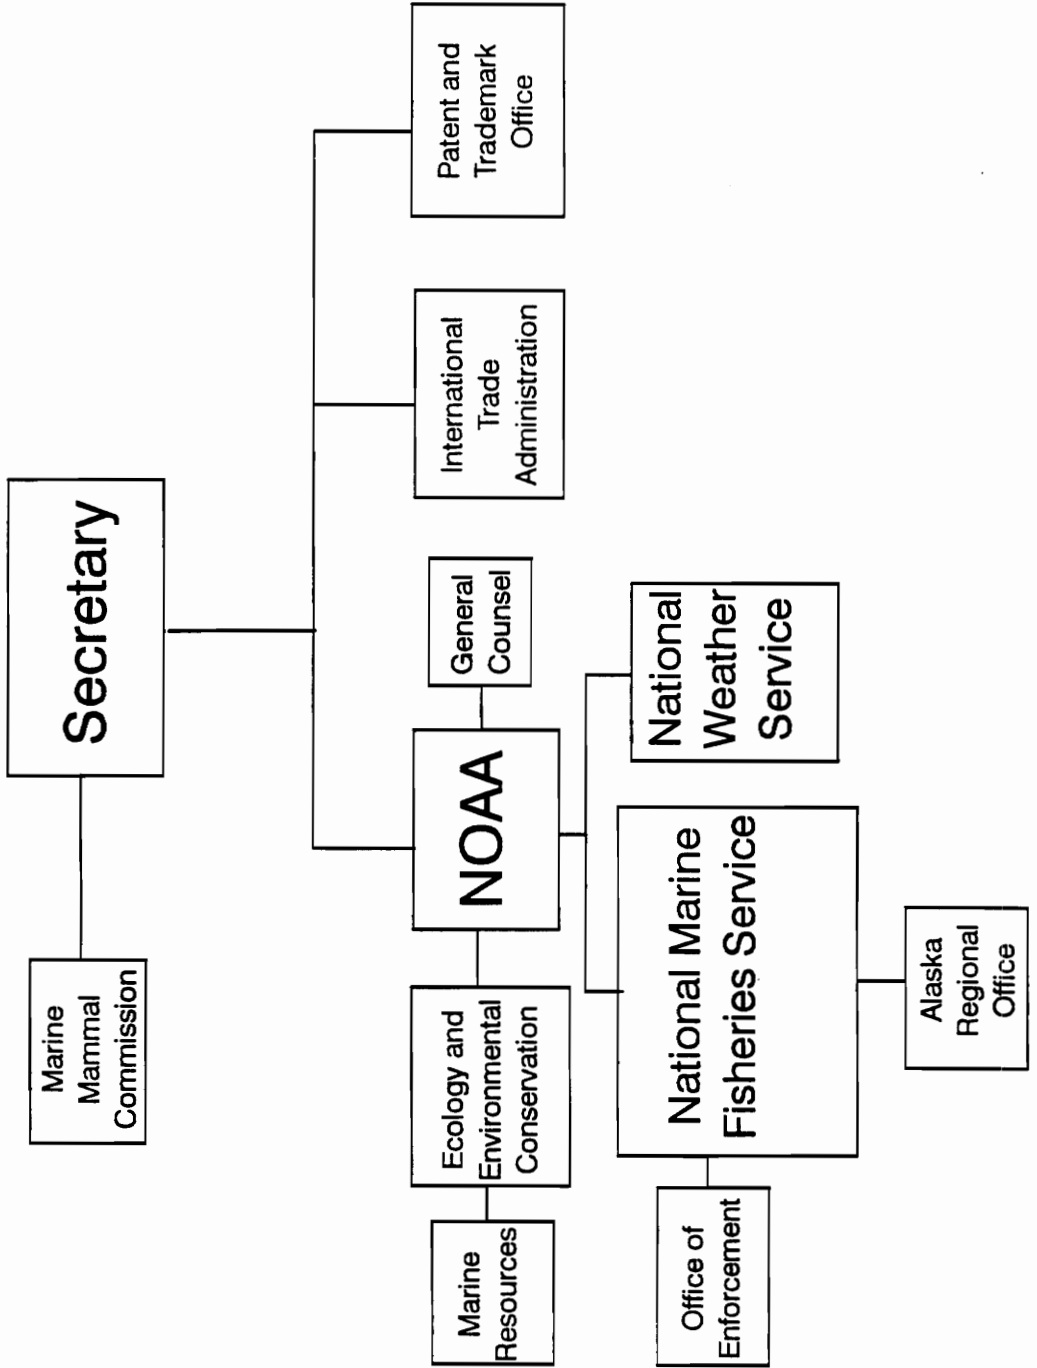 Secretary
Marine
Mammal
Commission
Marine
Resources
Ecology and
Environmental
Conservation
NOAA
General
Counsel
International
Trade
Administration
Patent and
Trademark
Office
Office of
Enforcement
National Marine
Fisheries Service
National
Weather
Service
Alaska
Regional
Office